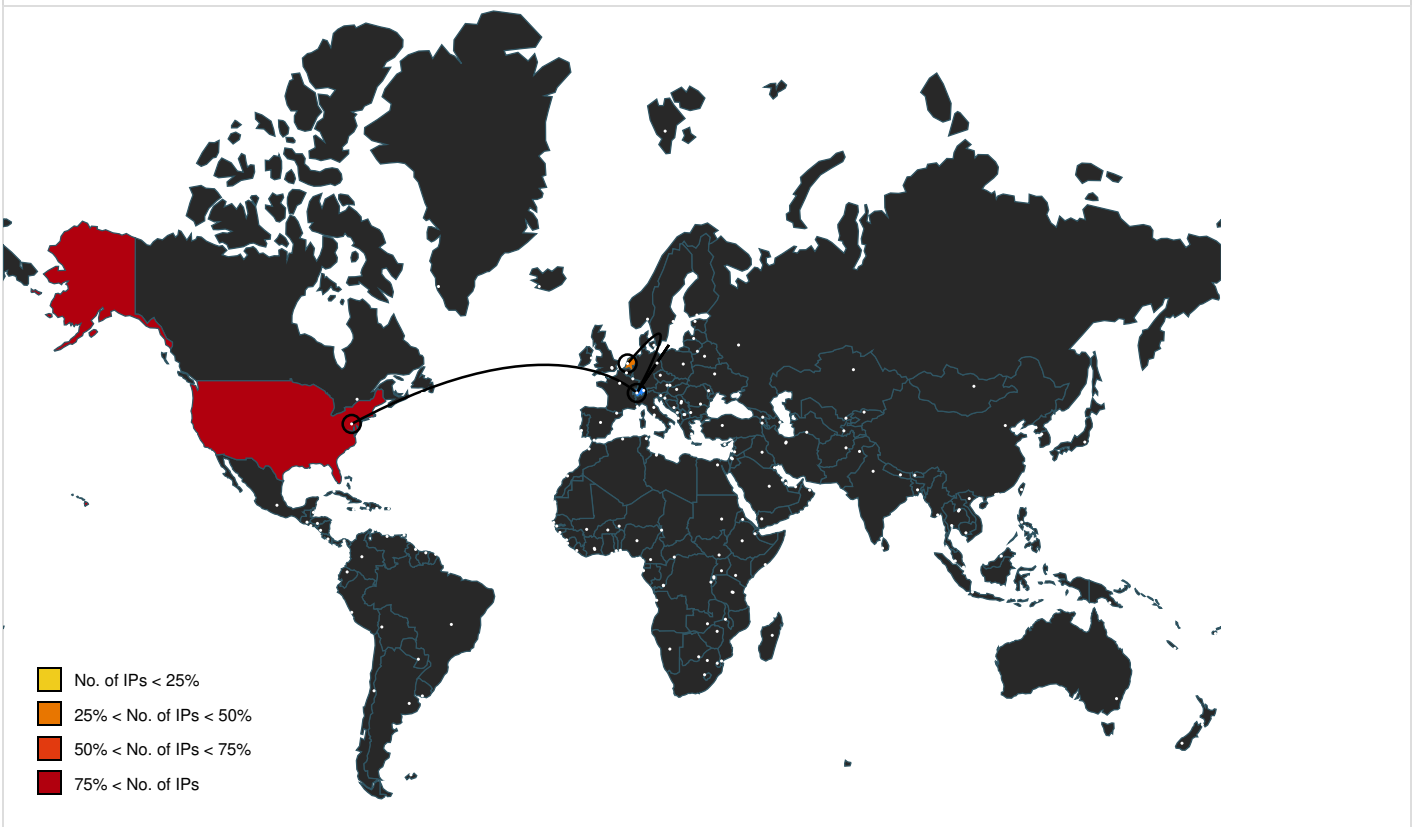 No. of IPs < 25%
25% < No. of IPs < 50%
50% < No. of IPs < 75%
75% < No. of IPs